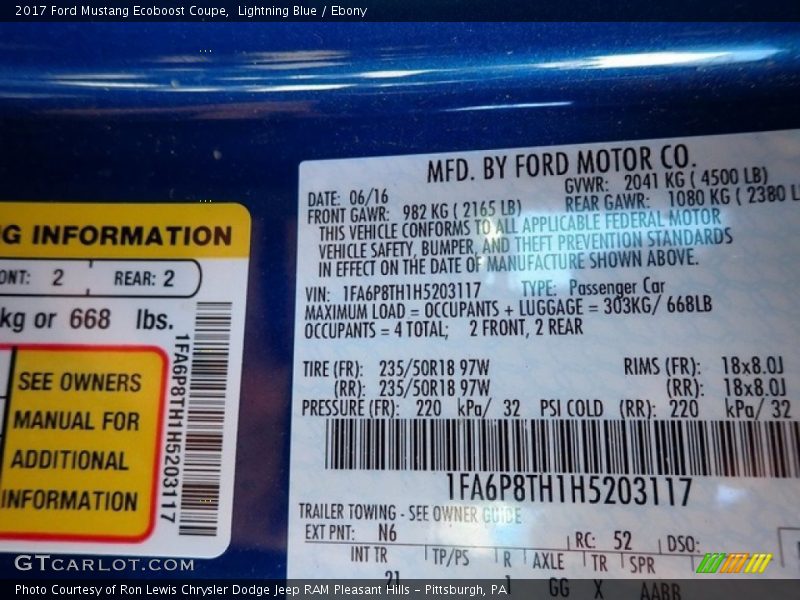 2017 Ford Mustang Ecoboost Coupe, Lightning Blue / Ebony
MFD. BY FORD MOTOR CO.
DATE: 06/16 GVWR: 2041 KG ( 4500 LB)
FRONT GAWR: 982 KG ( 2165 LB) REAR GAWR: 1080 KG ( 2380 L
THIS VEHICLE CONFORMS TO ALL APPLICABLE FEDERAL MOTOR
VEHICLE SAFETY, BUMPER, AND THEFT PREVENTION STANDARDS
IN EFFECT ON THE DATE OF MANUFACTURE SHOWN ABOVE.
VIN: 1FA6P8TH1H5203117 TYPE: Passenger Car
MAXIMUM LOAD = OCCUPANTS + LUGGAGE = 303KG/ 668LB
OCCUPANTS = 4 TOTAL; 2 FRONT, 2 REAR
TIRE (FR): 235/50R18 97W RIMS (FR): 18x8.0J
(RR): 235/50R18 97W (RR): 18x8.0J
PRESSURE (FR): 220 kPa/ 32 PSI COLD (RR): 220 kPa/ 32
1FA6P8TH1H5203117
TRAILER TOWING - SEE OWNER GUIDE
EXT PNT: N6 RC: 52 DSO:
INT TR TP/PS R AXLE TR SPR
21 1 GG X AABB
G INFORMATION
ONT: 2 REAR: 2
kg or 668 lbs.
SEE OWNERS
MANUAL FOR
ADDITIONAL
INFORMATION
1FA6P8TH1H5203117
GTCARLOT.COM
Photo Courtesy of Ron Lewis Chrysler Dodge Jeep RAM Pleasant Hills - Pittsburgh, PA